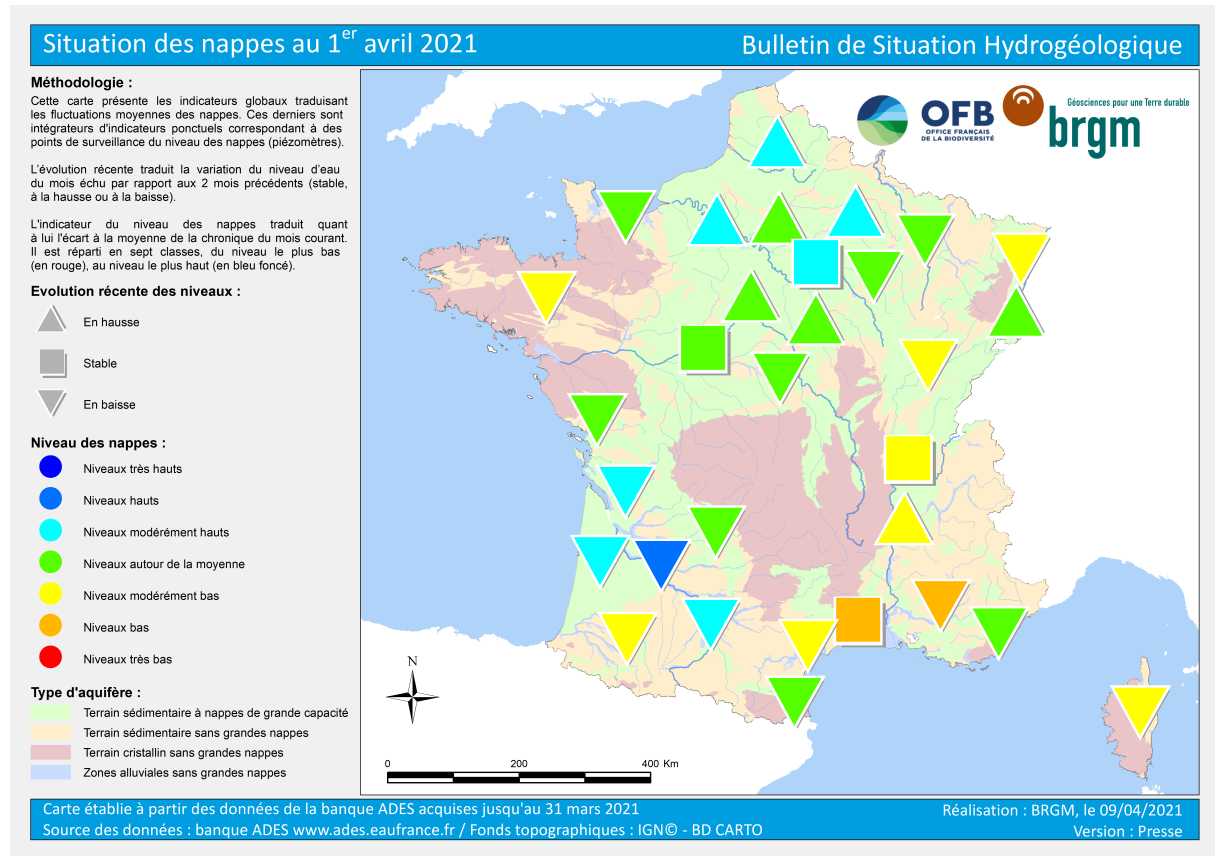 Situation des nappes au 1er avril 2021
Bulletin de Situation Hydrogéologique
Méthodologie :
Cette carte présente les indicateurs globaux traduisant
les fluctuations moyennes des nappes. Ces derniers sont
intégrateurs d'indicateurs ponctuels correspondant à des
points de surveillance du niveau des nappes (piézomètres).
L'évolution récente traduit la variation du niveau d'eau
du mois échu par rapport aux 2 mois précédents (stable,
à la hausse ou à la baisse).
L'indicateur du niveau des nappes traduit quant
à lui l'écart à la moyenne de la chronique du mois courant.
Il est réparti en sept classes, du niveau le plus bas
(en rouge), au niveau le plus haut (en bleu foncé).
Evolution récente des niveaux :
En hausse
Stable
En baisse
Niveau des nappes :
Niveaux très hauts
Niveaux hauts
Niveaux modérément hauts
Niveaux autour de la moyenne
Niveaux modérément bas
Niveaux bas
Niveaux très bas
Type d'aquifère :
Terrain sédimentaire à nappes de grande capacité
Terrain sédimentaire sans grandes nappes
Terrain cristallin sans grandes nappes
Zones alluviales sans grandes nappes
OFB
OFFICE FRANÇAIS
DE LA BIODIVERSITÉ
Géosciences pour une Terre durable
brgm
N
0 200 400 Km
Carte établie à partir des données de la banque ADES acquises jusqu'au 31 mars 2021
Source des données : banque ADES www.ades.eaufrance.fr / Fonds topographiques : IGN© - BD CARTO
Réalisation : BRGM, le 09/04/2021
Version : Presse